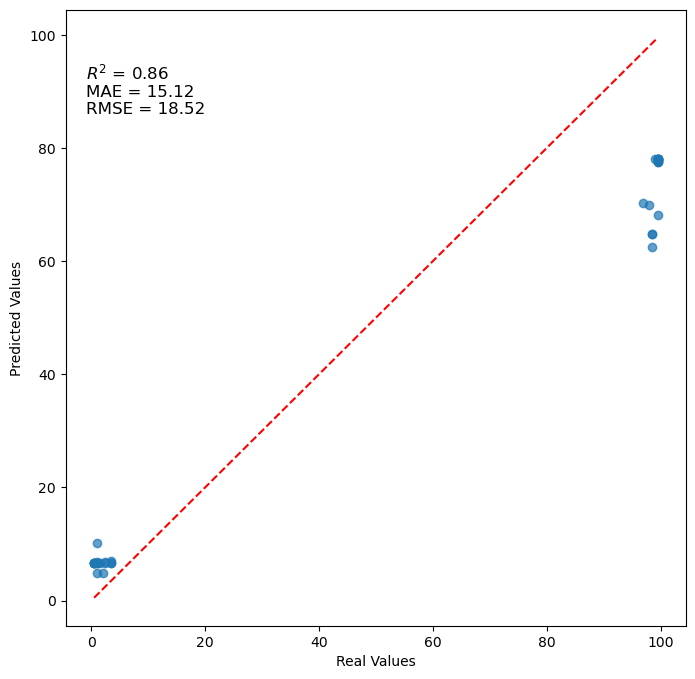 R² = 0.86
MAE = 15.12
RMSE = 18.52
100
80
60
40
20
0
Predicted Values
0 20 40 60 80 100
Real Values